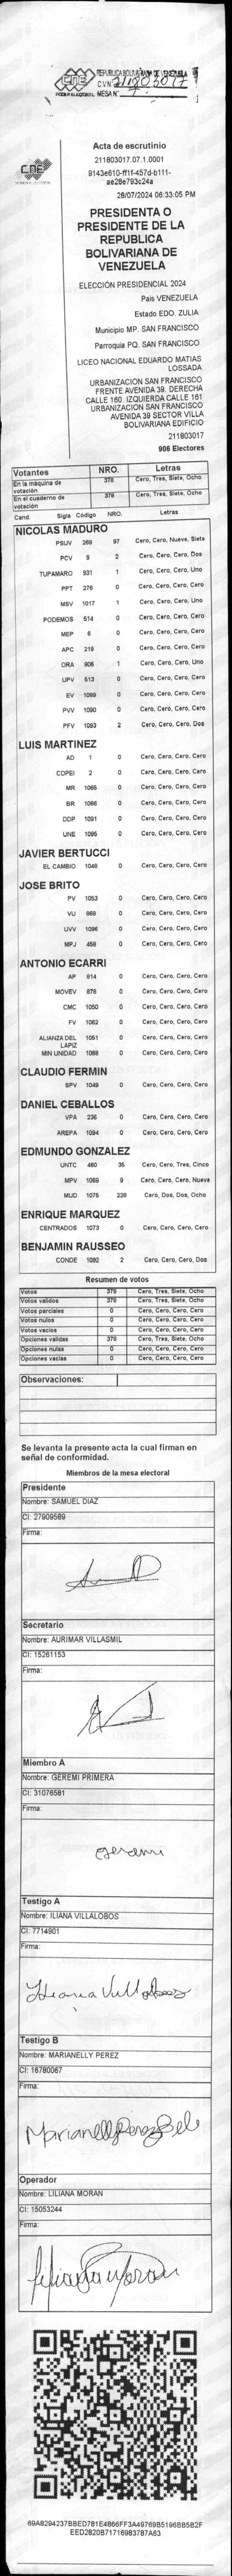 CNE
PODER ELECTORAL
REPUBLICA BOLIVARIANA DE VENEZUELA
C.V.N° 211803017
MESA N° 7
CNE
Acta de escrutinio
211803017.07.1.0001
9143e610-ff1f-457d-b111-
ae28e793c24a
28/07/2024 06:33:05 PM
PRESIDENTA O
PRESIDENTE DE LA
REPUBLICA
BOLIVARIANA DE
VENEZUELA
ELECCIÓN PRESIDENCIAL 2024
Pais VENEZUELA
Estado EDO. ZULIA
Municipio MP. SAN FRANCISCO
Parroquia PQ. SAN FRANCISCO
LICEO NACIONAL EDUARDO MATIAS
LOSSADA
URBANIZACION SAN FRANCISCO
FRENTE AVENIDA 39. DERECHA
CALLE 160. IZQUIERDA CALLE 161
URBANIZACION SAN FRANCISCO
AVENIDA 39 SECTOR VILLA
BOLIVARIANA EDIFICIO
211803017
906 Electores
Votantes NRO. Letras
En la máquina de votación 378 Cero, Tres, Siete, Ocho
En el cuaderno de votación 378 Cero, Tres, Siete, Ocho
Cand. Sigla Código NRO. Letras
NICOLAS MADURO
PSUV 269 97 Cero, Cero, Nueve, Siete
PCV 9 2 Cero, Cero, Cero, Dos
TUPAMARO 931 1 Cero, Cero, Cero, Uno
PPT 276 0 Cero, Cero, Cero, Cero
MSV 1017 1 Cero, Cero, Cero, Uno
PODEMOS 514 0 Cero, Cero, Cero, Cero
MEP 6 0 Cero, Cero, Cero, Cero
APC 219 0 Cero, Cero, Cero, Cero
ORA 906 1 Cero, Cero, Cero, Uno
UPV 513 0 Cero, Cero, Cero, Cero
EV 1089 0 Cero, Cero, Cero, Cero
PVV 1090 0 Cero, Cero, Cero, Cero
PFV 1093 2 Cero, Cero, Cero, Dos
LUIS MARTINEZ
AD 1 0 Cero, Cero, Cero, Cero
COPEI 2 0 Cero, Cero, Cero, Cero
MR 1065 0 Cero, Cero, Cero, Cero
BR 1066 0 Cero, Cero, Cero, Cero
DDP 1091 0 Cero, Cero, Cero, Cero
UNE 1095 0 Cero, Cero, Cero, Cero
JAVIER BERTUCCI
EL CAMBIO 1046 0 Cero, Cero, Cero, Cero
JOSE BRITO
PV 1053 0 Cero, Cero, Cero, Cero
VU 968 0 Cero, Cero, Cero, Cero
UVV 1096 0 Cero, Cero, Cero, Cero
MPJ 458 0 Cero, Cero, Cero, Cero
ANTONIO ECARRI
AP 914 0 Cero, Cero, Cero, Cero
MOVEV 878 0 Cero, Cero, Cero, Cero
CMC 1050 0 Cero, Cero, Cero, Cero
FV 1062 0 Cero, Cero, Cero, Cero
ALIANZA DEL LAPIZ 1051 0 Cero, Cero, Cero, Cero
MIN UNIDAD 1068 0 Cero, Cero, Cero, Cero
CLAUDIO FERMIN
SPV 1049 0 Cero, Cero, Cero, Cero
DANIEL CEBALLOS
VPA 236 0 Cero, Cero, Cero, Cero
AREPA 1094 0 Cero, Cero, Cero, Cero
EDMUNDO GONZALEZ
UNTC 460 35 Cero, Cero, Tres, Cinco
MPV 1069 9 Cero, Cero, Cero, Nueve
MUD 1076 228 Cero, Dos, Dos, Ocho
ENRIQUE MARQUEZ
CENTRADOS 1073 0 Cero, Cero, Cero, Cero
BENJAMIN RAUSSEO
CONDE 1092 2 Cero, Cero, Cero, Dos
Resumen de votos
Votos 378 Cero, Tres, Siete, Ocho
Votos validos 378 Cero, Tres, Siete, Ocho
Votos parciales 0 Cero, Cero, Cero, Cero
Votos nulos 0 Cero, Cero, Cero, Cero
Votos vacios 0 Cero, Cero, Cero, Cero
Opciones validas 378 Cero, Tres, Siete, Ocho
Opciones nulas 0 Cero, Cero, Cero, Cero
Opciones vacias 0 Cero, Cero, Cero, Cero
Observaciones:
Se levanta la presente acta la cual firman en
señal de conformidad.
Miembros de la mesa electoral
Presidente
Nombre: SAMUEL DIAZ
CI: 27909589
Firma:
Secretario
Nombre: AURIMAR VILLASMIL
CI: 15261153
Firma:
Miembro A
Nombre: GEREMI PRIMERA
CI: 31076581
Firma:
geremi
Testigo A
Nombre: ILIANA VILLALOBOS
CI: 7714901
Firma:
Iliana Villalobos
Testigo B
Nombre: MARIANELLY PEREZ
CI: 16780067
Firma:
Marianelly Perez
Operador
Nombre: LILIANA MORAN
CI: 15053244
Firma:
69A8294237BBED781E4866FF3A49769B5196BB5B2F
EED2820B71716983787A63